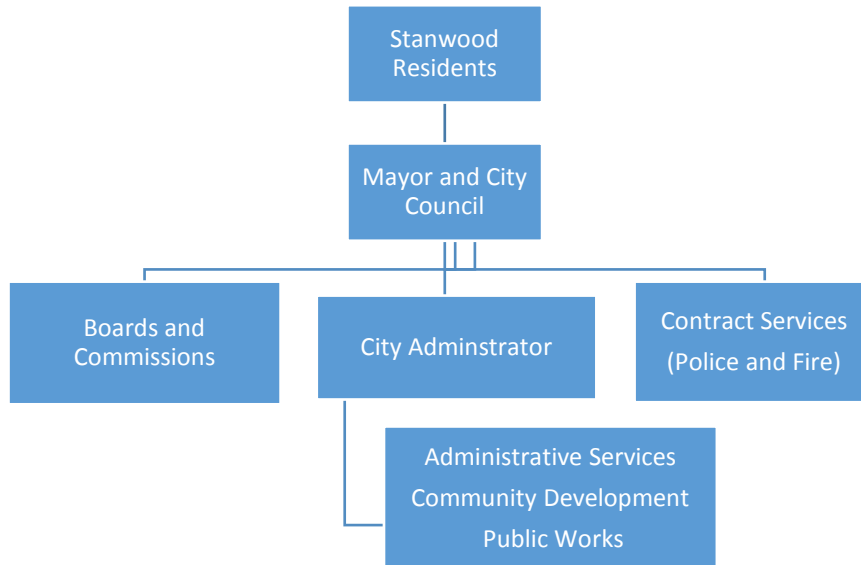 Stanwood
Residents
Mayor and City
Council
Boards and
Commissions
City Adminstrator
Contract Services
(Police and Fire)
Administrative Services
Community Development
Public Works